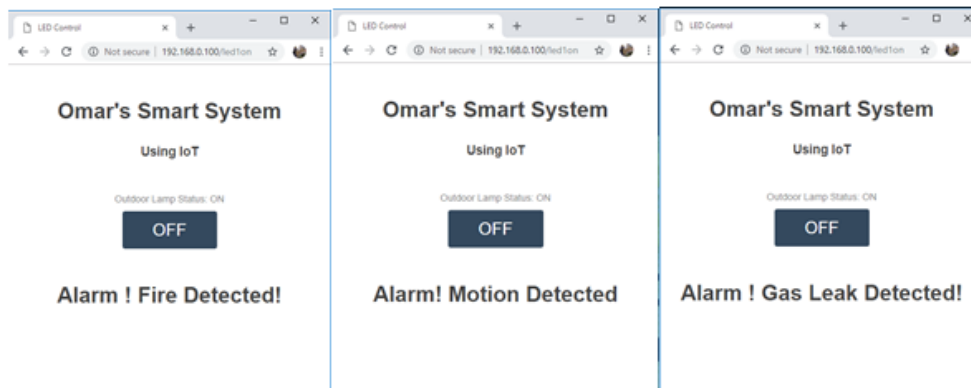 LED Control
Not secure | 192.168.0.100/led1on
Omar's Smart System
Using IoT
Outdoor Lamp Status: ON
OFF
Alarm ! Fire Detected!
LED Control
Not secure | 192.168.0.100/led1on
Omar's Smart System
Using IoT
Outdoor Lamp Status: ON
OFF
Alarm! Motion Detected
LED Control
Not secure | 192.168.0.100/led1on
Omar's Smart System
Using IoT
Outdoor Lamp Status: ON
OFF
Alarm ! Gas Leak Detected!